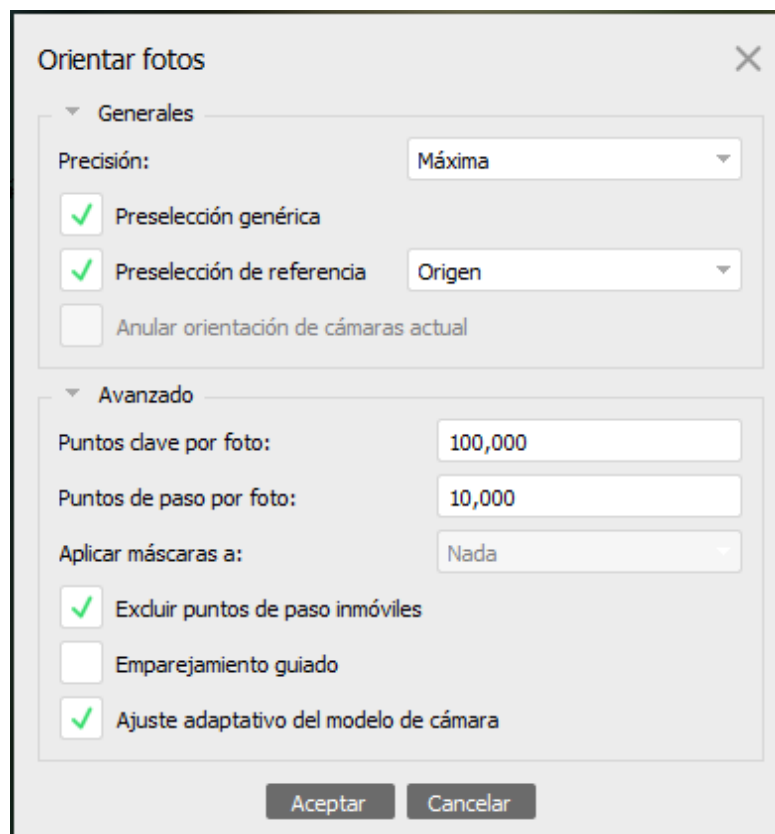 Orientar fotos
Generales
Precisión: Máxima
Preselección genérica
Preselección de referencia Origen
Anular orientación de cámaras actual
Avanzado
Puntos clave por foto: 100,000
Puntos de paso por foto: 10,000
Aplicar máscaras a: Nada
Excluir puntos de paso inmóviles
Emparejamiento guiado
Ajuste adaptativo del modelo de cámara
Aceptar Cancelar